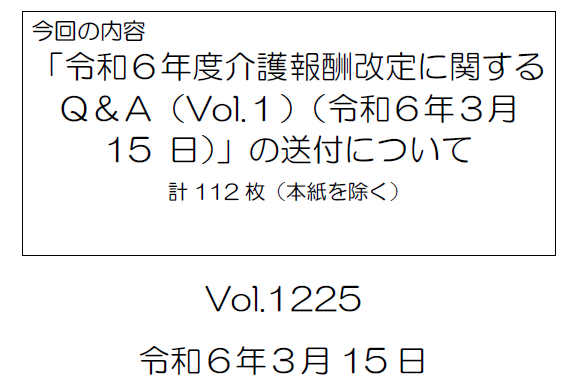 今回の内容
「令和６年度介護報酬改定に関する
Ｑ＆Ａ（Vol.１）（令和６年３月
15 日）」の送付について
計 112 枚（本紙を除く）
Vol.1225
令和６年３月 15 日